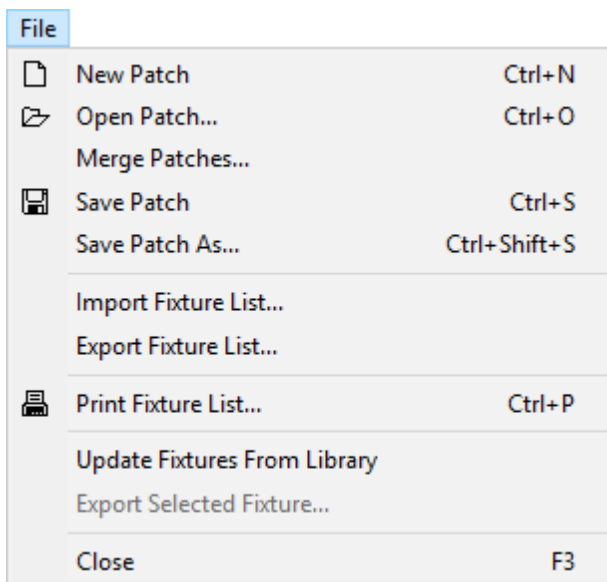 File
New Patch Ctrl+N
Open Patch... Ctrl+O
Merge Patches...
Save Patch Ctrl+S
Save Patch As... Ctrl+Shift+S
Import Fixture List...
Export Fixture List...
Print Fixture List... Ctrl+P
Update Fixtures From Library
Export Selected Fixture...
Close F3